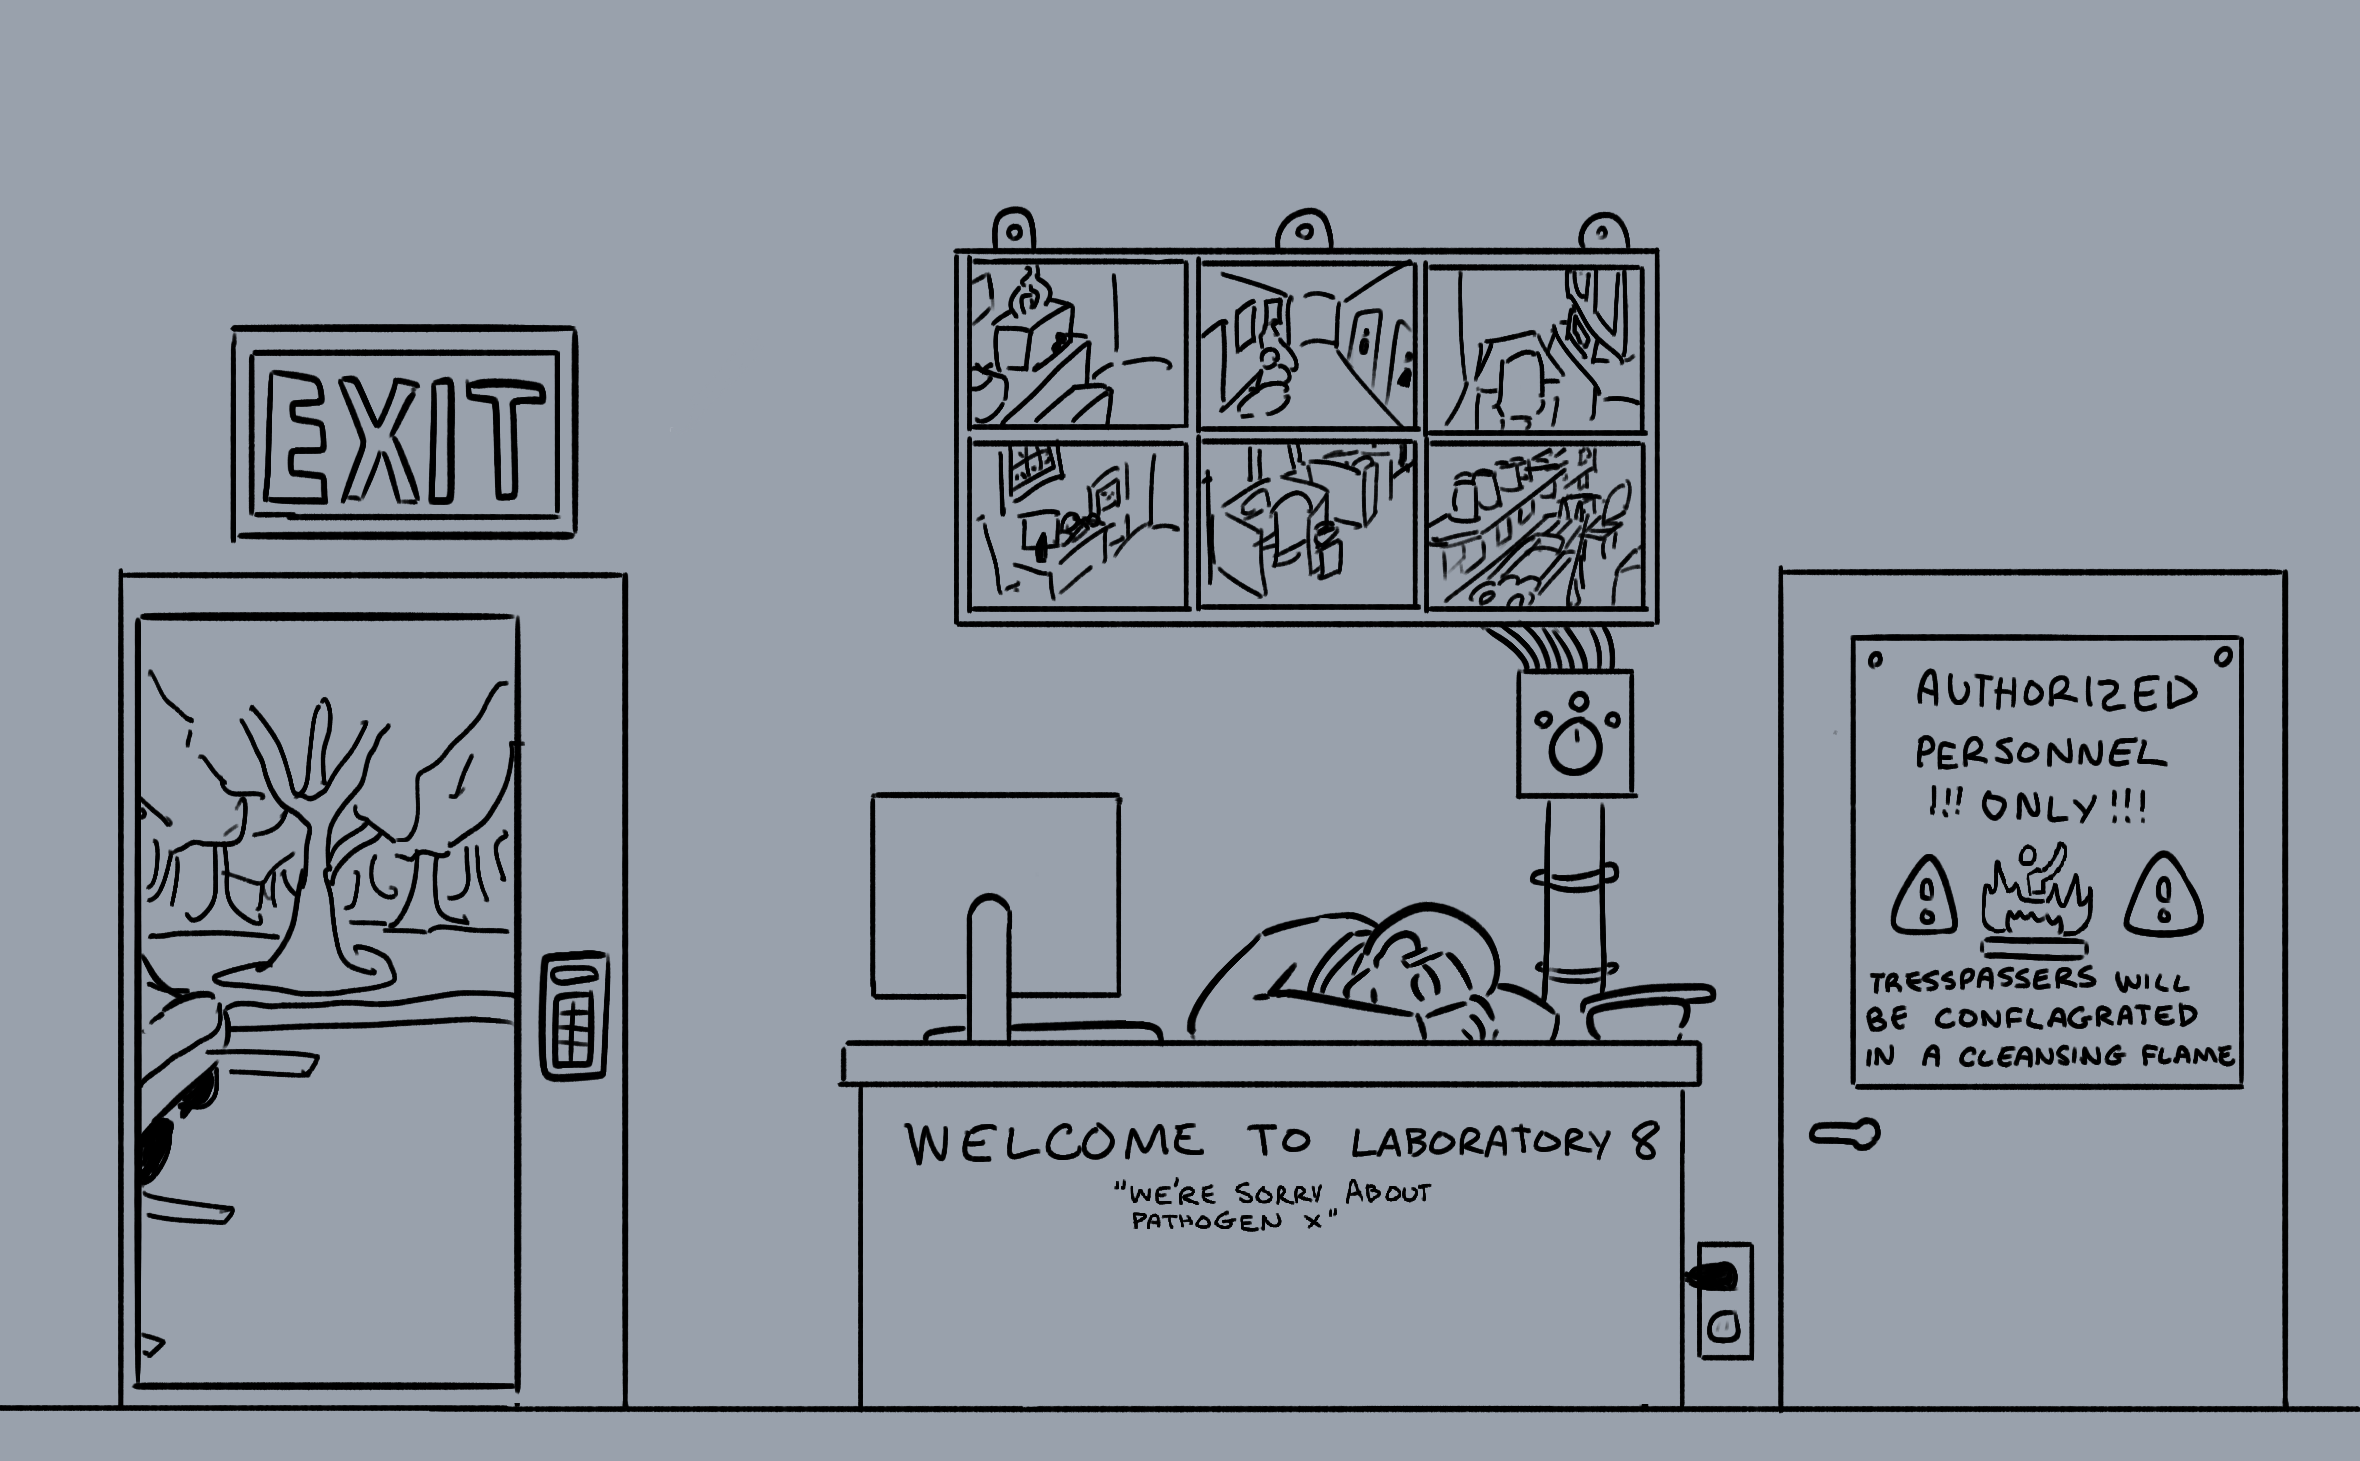 EXIT
AUTHORIZED
PERSONNEL
!!! ONLY !!!
TRESSPASSERS WILL
BE CONFLAGRATED
IN A CLEANSING FLAME
WELCOME TO LABORATORY 8
"WE'RE SORRY ABOUT
PATHOGEN X"